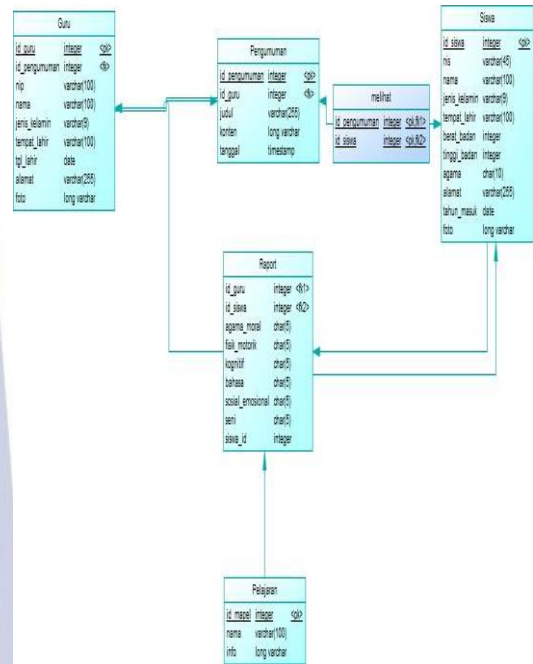 Guru
id_guru integer <pk>
id_pengumuman integer <fk>
nip varchar(100)
nama varchar(100)
jenis_kelamin varchar(9)
tempat_lahir varchar(100)
tgl_lahir date
alamat varchar(255)
foto long varchar
Pengumuman
id_pengumuman integer <pk>
id_guru integer <fk>
judul varchar(255)
konten long varchar
tanggal timestamp
melihat
id_pengumuman integer <pk,fk1>
id_siswa integer <pk,fk2>
Siswa
id_siswa integer <pk>
nis varchar(45)
nama varchar(100)
jenis_kelamin varchar(9)
tempat_lahir varchar(100)
berat_badan integer
tinggi_badan integer
agama char(10)
alamat varchar(255)
tahun_masuk date
foto long varchar
Raport
id_guru integer <fk1>
id_siswa integer <fk2>
agama_moral char(5)
fisik_motorik char(5)
kognitif char(5)
bahasa char(5)
sosial_emosional char(5)
seni char(5)
siswa_id integer
Pelajaran
id_mapel integer <pk>
nama varchar(100)
info long varchar